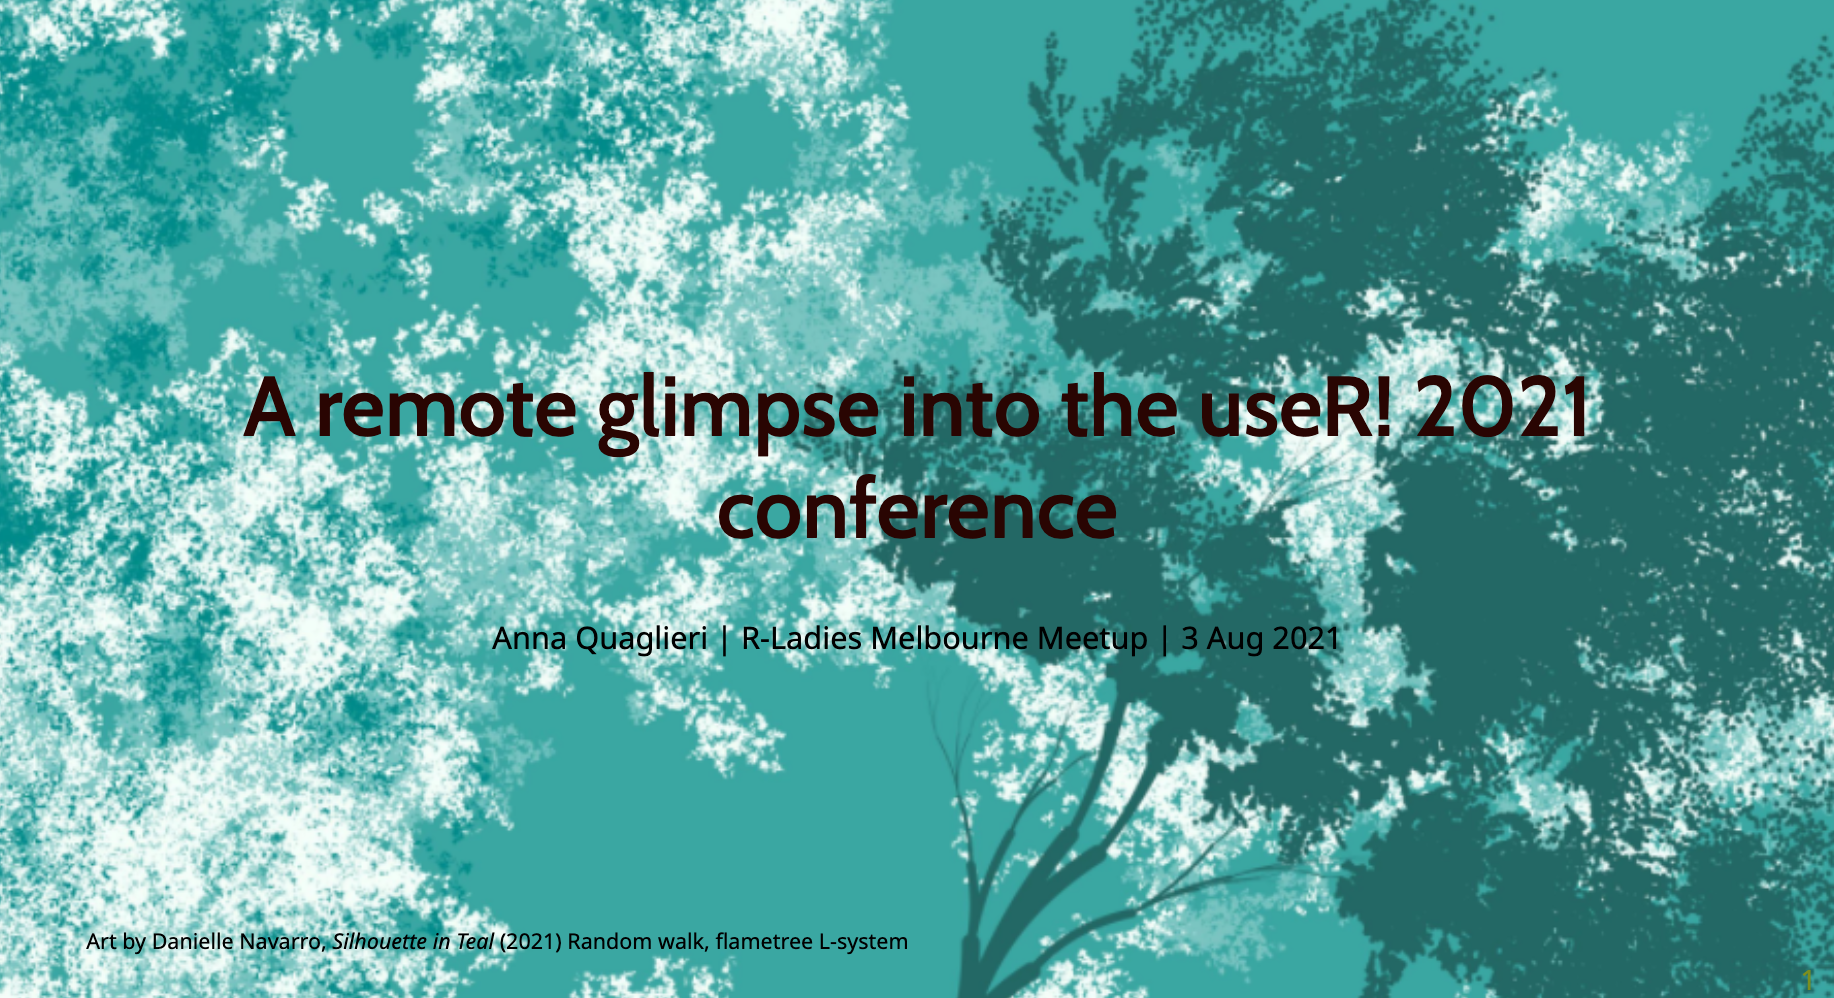 A remote glimpse into the useR! 2021
conference
Anna Quaglieri | R-Ladies Melbourne Meetup | 3 Aug 2021
Art by Danielle Navarro, Silhouette in Teal (2021) Random walk, flametree L-system
1